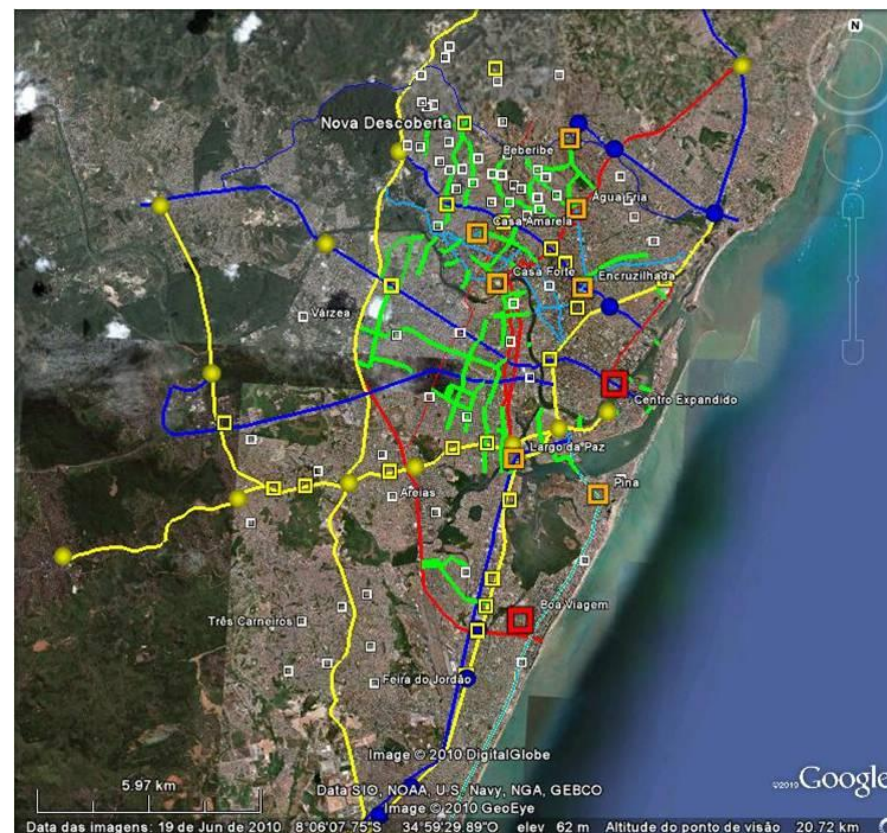 N
Nova Descoberta
Beberibe
Água Fria
Casa Amarela
Casa Forte
Encruzilhada
Várzea
Centro Expandido
Largo da Paz
Areias
Pina
Boa Viagem
Três Carneiros
Feira do Jordão
Image © 2010 DigitalGlobe
5.97 km
Data SIO, NOAA, U.S. Navy, NGA, GEBCO
©2010 Google
Image © 2010 GeoEye
Data das imagens: 19 de Jun de 2010 8°06'07.75"S 34°59'29.89"O elev 62 m Altitude do ponto de visão 20.72 km